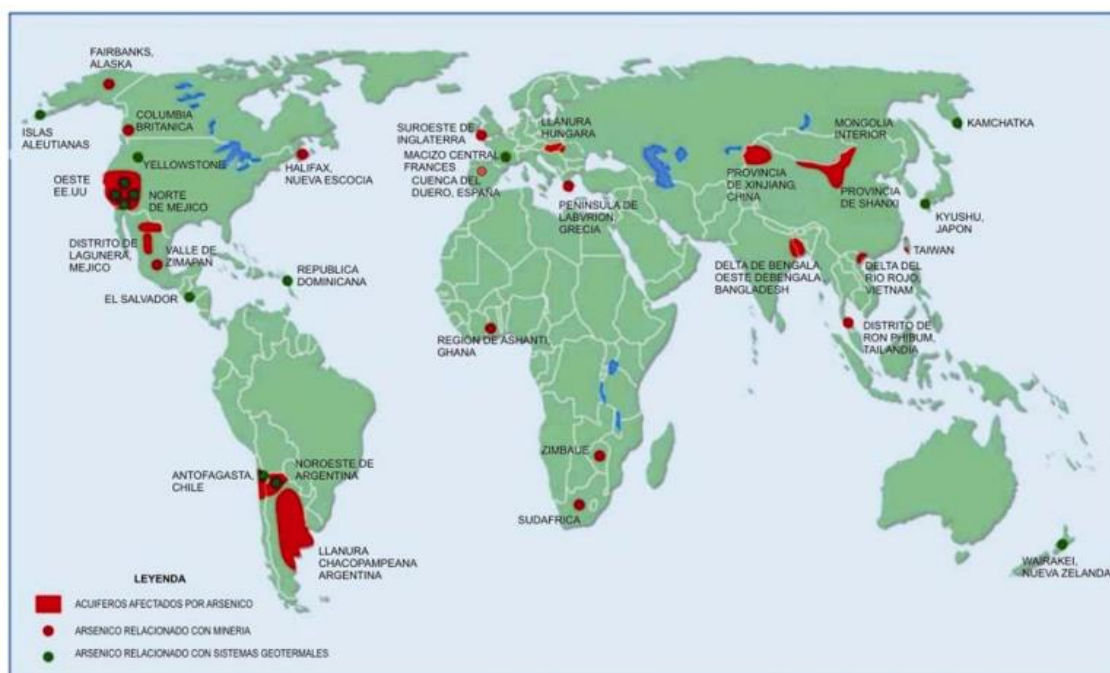 FAIRBANKS,
ALASKA
ISLAS
ALEUTIANAS
COLUMBIA
BRITANICA
YELLOWSTONE
HALIFAX,
NUEVA ESCOCIA
OESTE
EE.UU
NORTE
DE MEJICO
DISTRITO DE
LAGUNERA,
MEJICO
VALLE DE
ZIMAPAN
REPUBLICA
DOMINICANA
EL SALVADOR
ANTOFAGASTA,
CHILE
NOROESTE DE
ARGENTINA
LLANURA
CHACOPAMPEANA
ARGENTINA
SUROESTE DE
INGLATERRA
LLANURA
HUNGARA
MACIZO CENTRAL
FRANCES
CUENCA DEL
DUERO, ESPAÑA
PENINSULA DE
LABVRION,
GRECIA
REGIÓN DE ASHANTI,
GHANA
ZIMBAUE
SUDAFRICA
MONGOLIA
INTERIOR
KAMCHATKA
PROVINCIA
DE XINJIANG,
CHINA
PROVINCIA
DE SHANXI
KYUSHU,
JAPON
TAIWAN
DELTA DE BENGALA,
OESTE DEBENGALA,
BANGLADESH
DELTA DEL
RIO ROJO,
VIETNAM
DISTRITO DE
RON PHIBUM,
TAILANDIA
WAIRAKEI,
NUEVA ZELANDA
LEYENDA
ACUIFEROS AFECTADOS POR ARSENICO
ARSENICO RELACIONADO CON MINERIA
ARSENICO RELACIONADO CON SISTEMAS GEOTERMALES